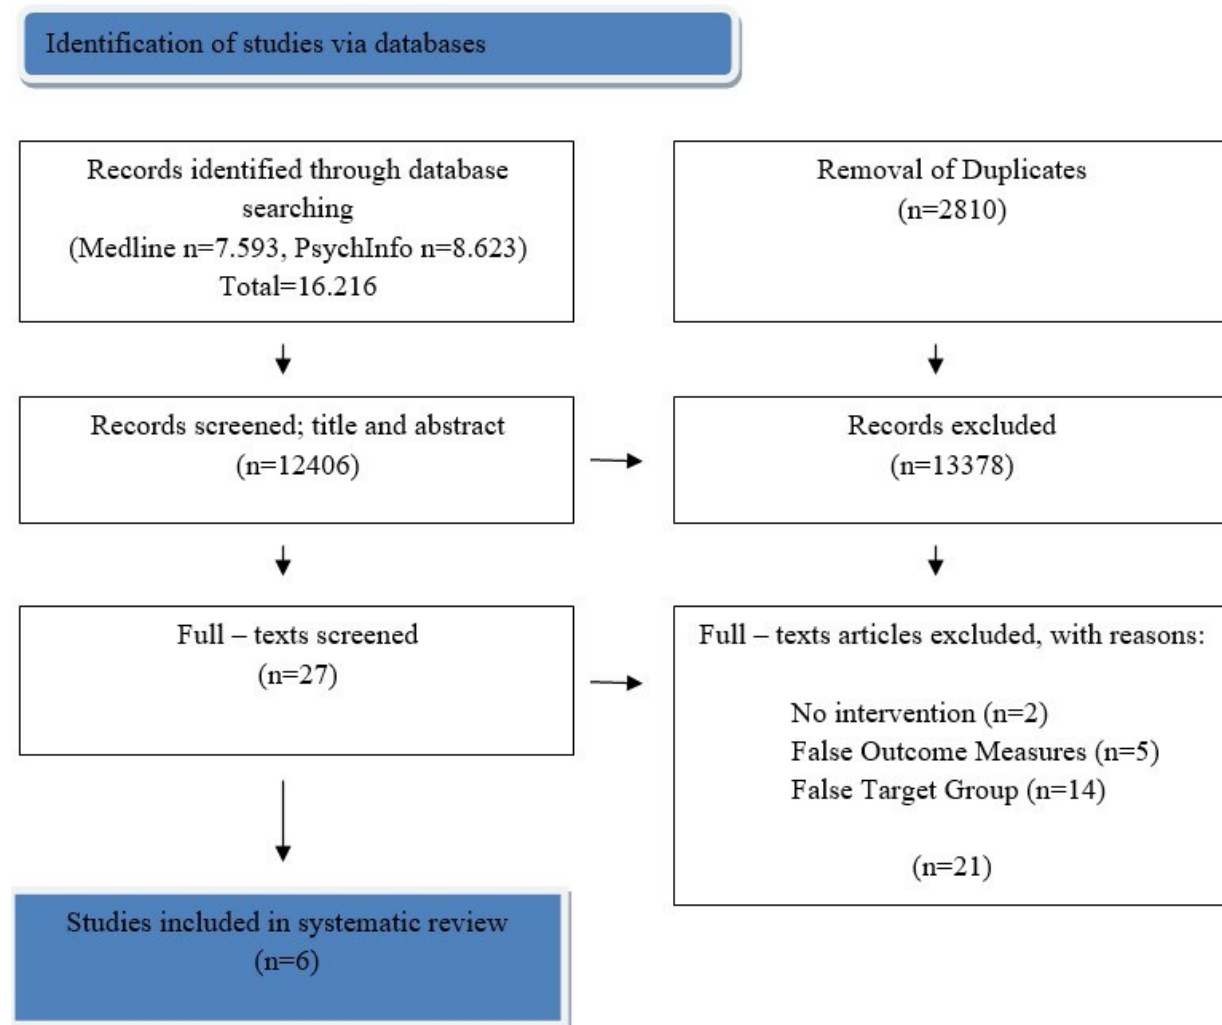 Identification of studies via databases
Records identified through database
searching
(Medline n=7.593, PsychInfo n=8.623)
Total=16.216
Removal of Duplicates
(n=2810)
Records screened; title and abstract
(n=12406)
Records excluded
(n=13378)
Full – texts screened
(n=27)
Full – texts articles excluded, with reasons:
No intervention (n=2)
False Outcome Measures (n=5)
False Target Group (n=14)
(n=21)
Studies included in systematic review
(n=6)